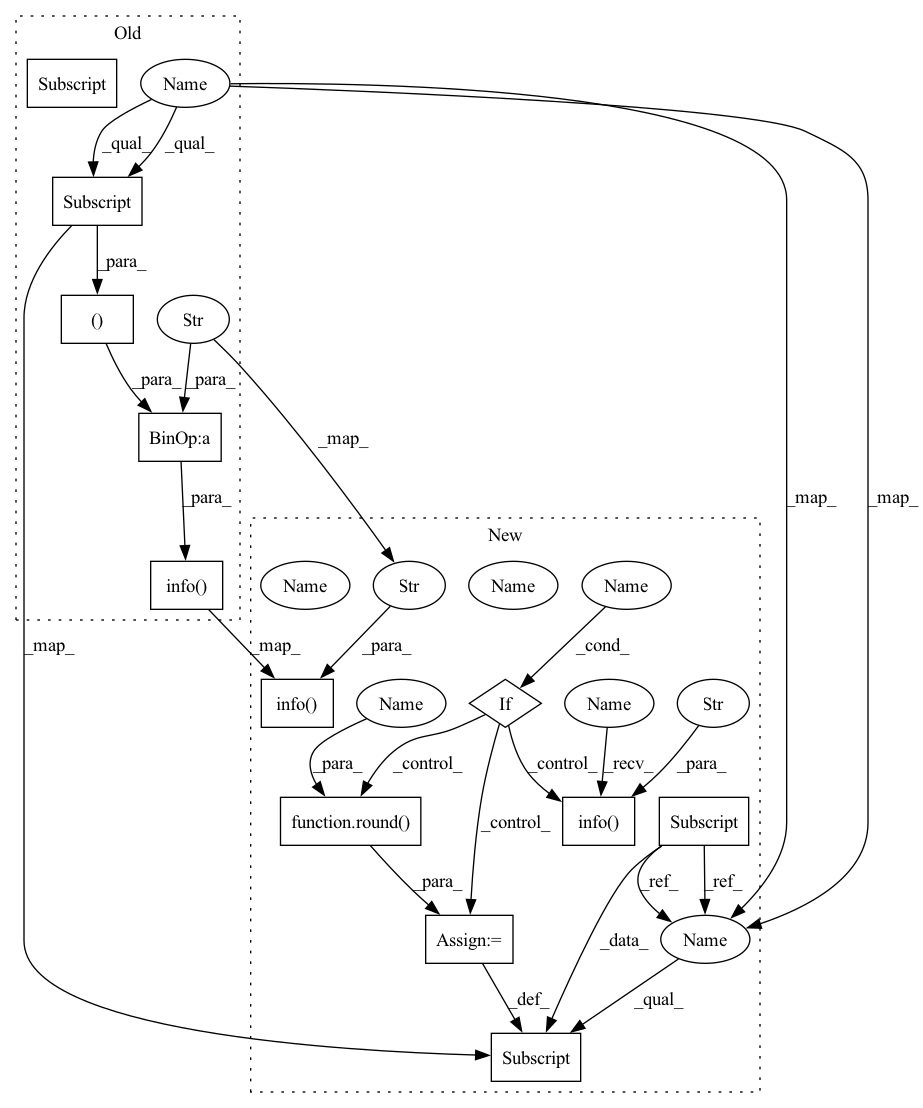 Old
Subscript
Name
_qual_
_qual_
Subscript
_para_
()
Str
_para_
_para_
_map_
BinOp:a
_para_
_map_
_map_
New
info()
Name
Str
Name
Name
_map_
_map_
_para_
_cond_
info()
Name
If
Name
Str
_para_
_control_
_control_
_recv_
_para_
function.round()
_control_
info()
Subscript
_para_
_ref_
_ref_
Assign:=
_data_
Name
_def_
_qual_
Subscript